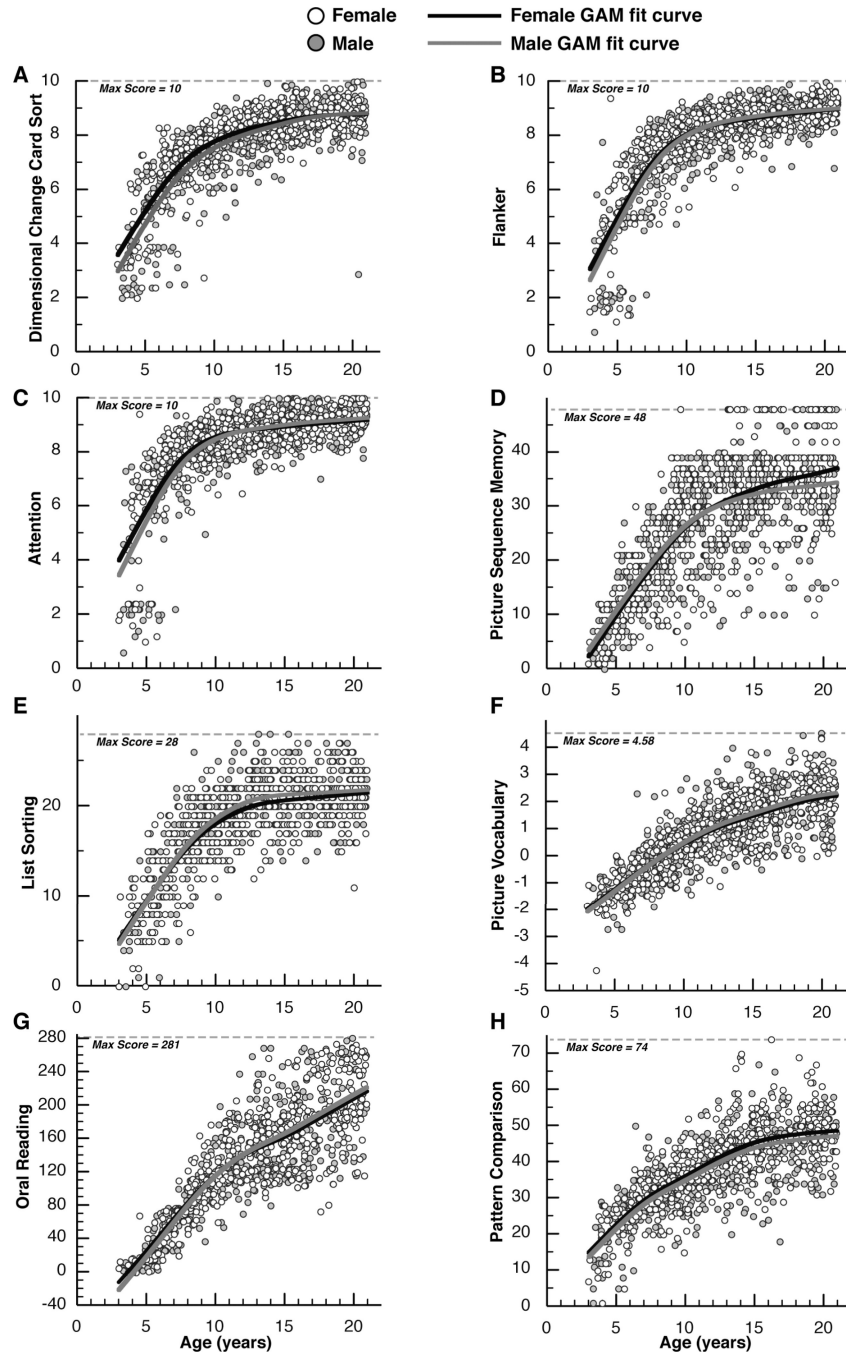 Female Female GAM fit curve
Male Male GAM fit curve
A
10
Max Score = 10
8
6
4
2
0
0 5 10 15 20
Dimensional Change Card Sort
B
10
Max Score = 10
8
6
4
2
0
0 5 10 15 20
Flanker
C
10
Max Score = 10
8
6
4
2
0
0 5 10 15 20
Attention
D
Max Score = 48
40
30
20
10
0
0 5 10 15 20
Picture Sequence Memory
E
Max Score = 28
20
10
0
0 5 10 15 20
List Sorting
F
4
Max Score = 4.58
3
2
1
0
-1
-2
-3
-4
-5
0 5 10 15 20
Picture Vocabulary
G
280
Max Score = 281
240
200
160
120
80
40
0
-40
0 5 10 15 20
Oral Reading
Age (years)
H
Max Score = 74
70
60
50
40
30
20
10
0
0 5 10 15 20
Pattern Comparison
Age (years)